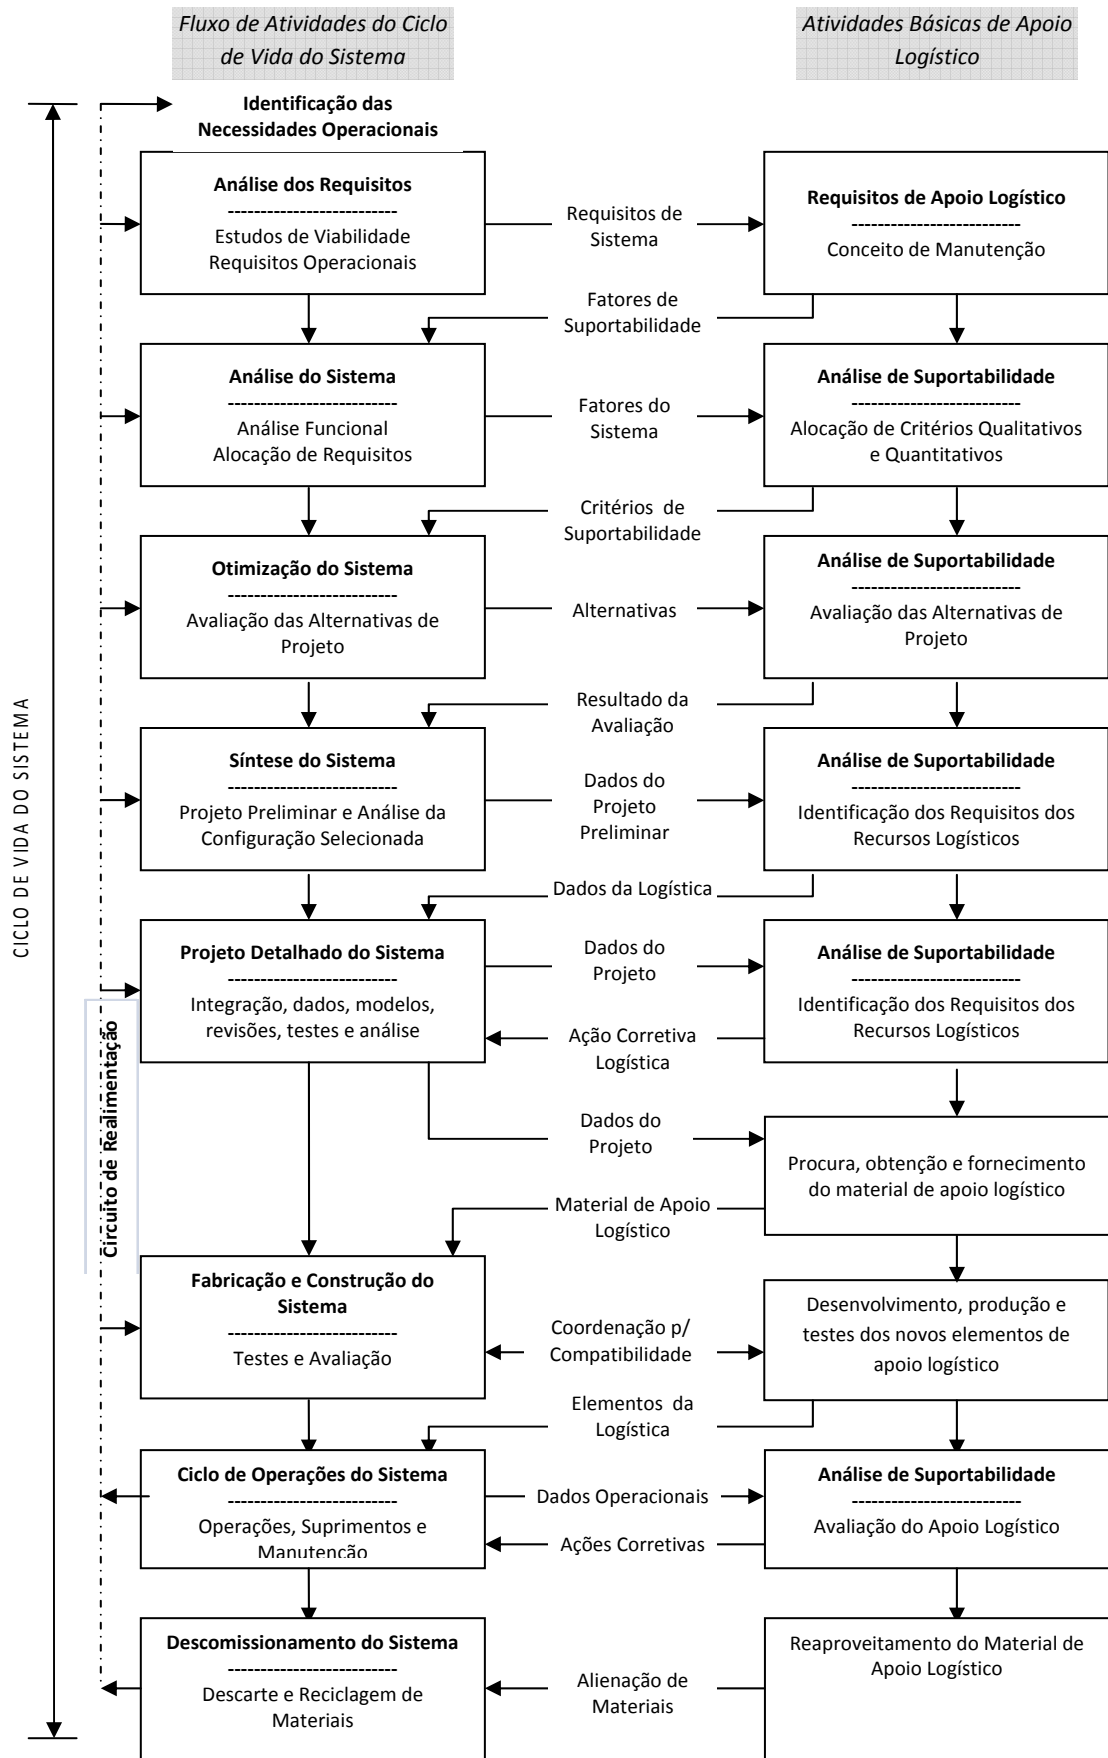 Fluxo de Atividades do Ciclo
de Vida do Sistema
Atividades Básicas de Apoio
Logístico
Identificação das
Necessidades Operacionais
Análise dos Requisitos
--------------------------
Estudos de Viabilidade
Requisitos Operacionais
Requisitos de
Sistema
Requisitos de Apoio Logístico
--------------------------
Conceito de Manutenção
Fatores de
Suportabilidade
Análise do Sistema
--------------------------
Análise Funcional
Alocação de Requisitos
Fatores do
Sistema
Análise de Suportabilidade
--------------------------
Alocação de Critérios Qualitativos
e Quantitativos
Critérios de
Suportabilidade
Otimização do Sistema
--------------------------
Avaliação das Alternativas de
Projeto
Alternativas
Análise de Suportabilidade
--------------------------
Avaliação das Alternativas de
Projeto
Resultado da
Avaliação
Síntese do Sistema
--------------------------
Projeto Preliminar e Análise da
Configuração Selecionada
Dados do
Projeto
Preliminar
Análise de Suportabilidade
--------------------------
Identificação dos Requisitos dos
Recursos Logísticos
Dados da Logística
Projeto Detalhado do Sistema
--------------------------
Integração, dados, modelos,
revisões, testes e análise
Dados do
Projeto
Ação Corretiva
Logística
Análise de Suportabilidade
--------------------------
Identificação dos Requisitos dos
Recursos Logísticos
Dados do
Projeto
Procura, obtenção e fornecimento
do material de apoio logístico
Material de Apoio
Logístico
Fabricação e Construção do
Sistema
--------------------------
Testes e Avaliação
Coordenação p/
Compatibilidade
Desenvolvimento, produção e
testes dos novos elementos de
apoio logístico
Elementos da
Logística
Ciclo de Operações do Sistema
--------------------------
Operações, Suprimentos e
Manutenção
Dados Operacionais
Ações Corretivas
Análise de Suportabilidade
--------------------------
Avaliação do Apoio Logístico
Descomissionamento do Sistema
--------------------------
Descarte e Reciclagem de
Materiais
Alienação de
Materiais
Reaproveitamento do Material de
Apoio Logístico
CICLO DE VIDA DO SISTEMA
Circuito de Realimentação